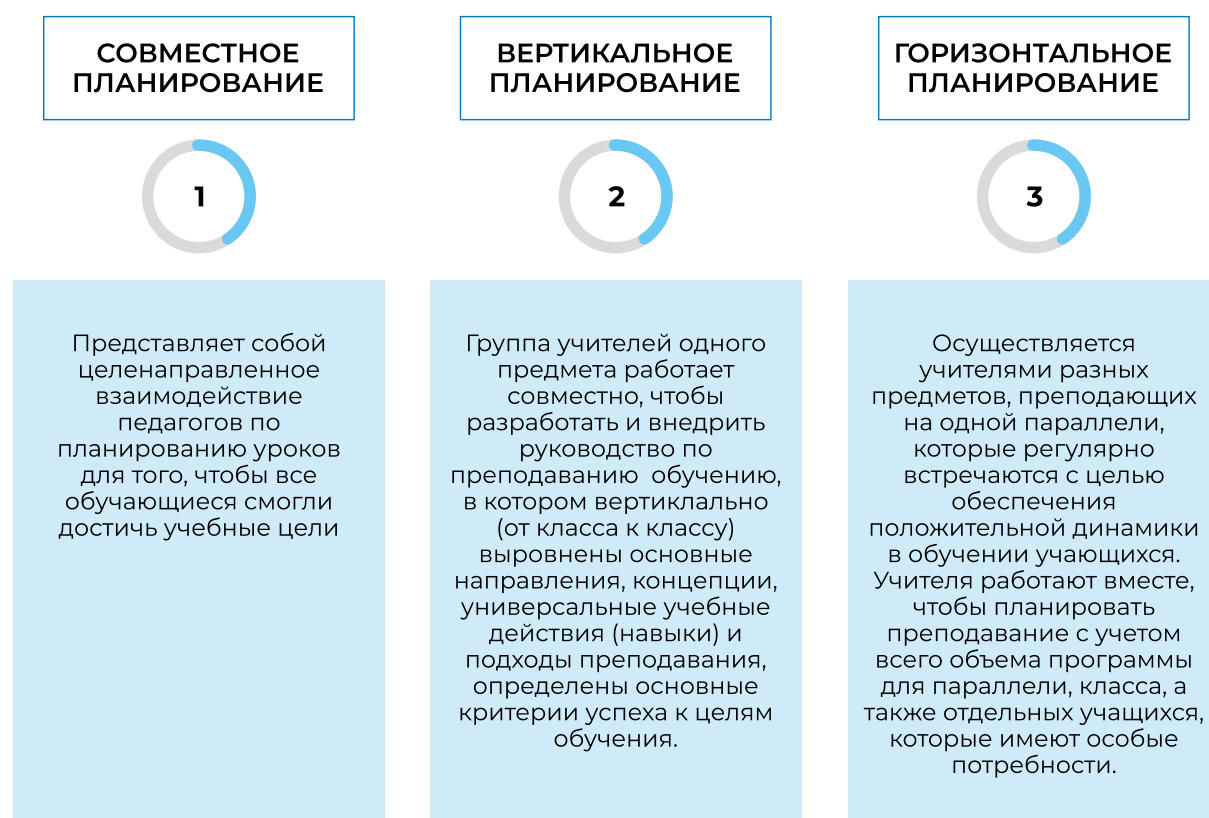 СОВМЕСТНОЕ
ПЛАНИРОВАНИЕ
1
Представляет собой
целенаправленное
взаимодействие
педагогов по
планированию уроков
для того, чтобы все
обучающиеся смогли
достичь учебные цели
ВЕРТИКАЛЬНОЕ
ПЛАНИРОВАНИЕ
2
Группа учителей одного
предмета работает
совместно, чтобы
разработать и внедрить
руководство по
преподаванию  обучению,
в котором вертиклально
(от класса к классу)
выровнены основные
направления, концепции,
универсальные учебные
действия (навыки) и
подходы преподавания,
определены основные
критерии успеха к целям
обучения.
ГОРИЗОНТАЛЬНОЕ
ПЛАНИРОВАНИЕ
3
Осуществляется
учителями разных
предметов, преподающих
на одной параллели,
которые регулярно
встречаются с целью
обеспечения
положительной динамики
в обучении учающихся.
Учителя работают вместе,
чтобы планировать
преподавание с учетом
всего объема программы
для параллели, класса, а
также отдельных учащихся,
которые имеют особые
потребности.